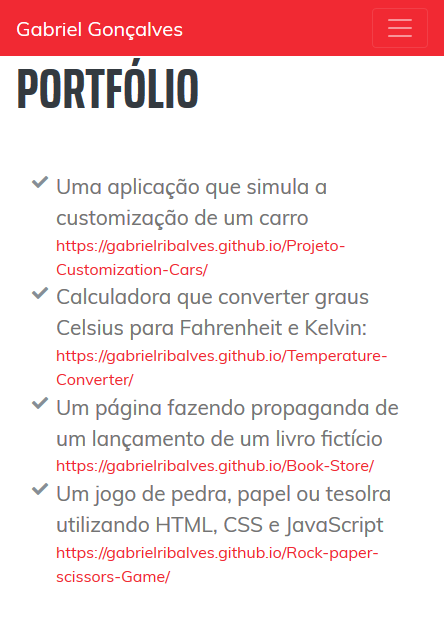 Gabriel Gonçalves
PORTFÓLIO
Uma aplicação que simula a
customização de um carro
https://gabrielribalves.github.io/Projeto-
Customization-Cars/
Calculadora que converter graus
Celsius para Fahrenheit e Kelvin:
https://gabrielribalves.github.io/Temperature-
Converter/
Um página fazendo propaganda de
um lançamento de um livro fictício
https://gabrielribalves.github.io/Book-Store/
Um jogo de pedra, papel ou tesolra
utilizando HTML, CSS e JavaScript
https://gabrielribalves.github.io/Rock-paper-
scissors-Game/